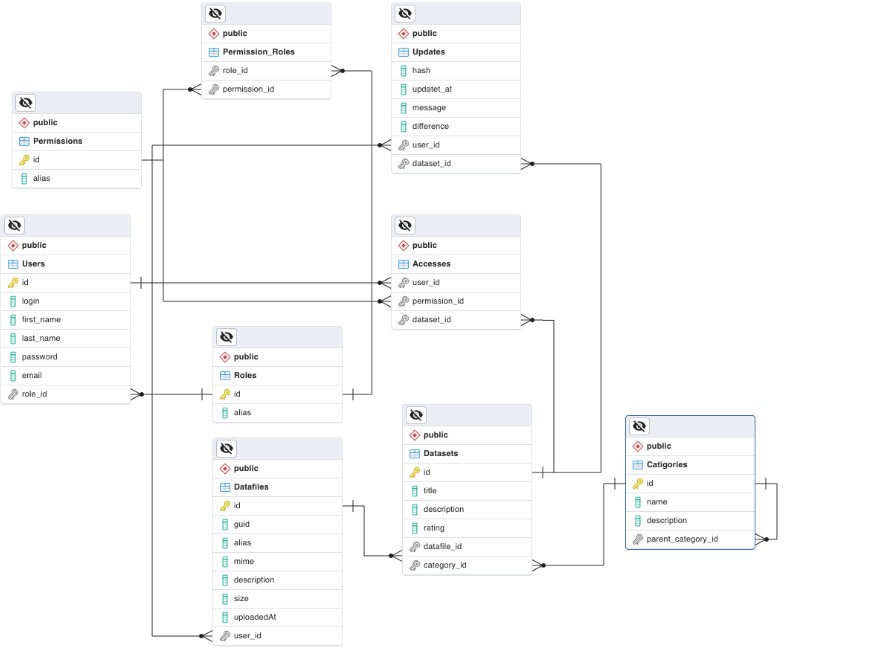 public
Permission_Roles
role_id
permission_id
public
Updates
hash
updatet_at
message
difference
user_id
dataset_id
public
Permissions
id
alias
public
Users
id
login
first_name
last_name
password
email
role_id
public
Accesses
user_id
permission_id
dataset_id
public
Roles
id
alias
public
Datafiles
id
guid
alias
mime
description
size
uploadedAt
user_id
public
Datasets
id
title
description
rating
datafile_id
category_id
public
Catigories
id
name
description
parent_category_id